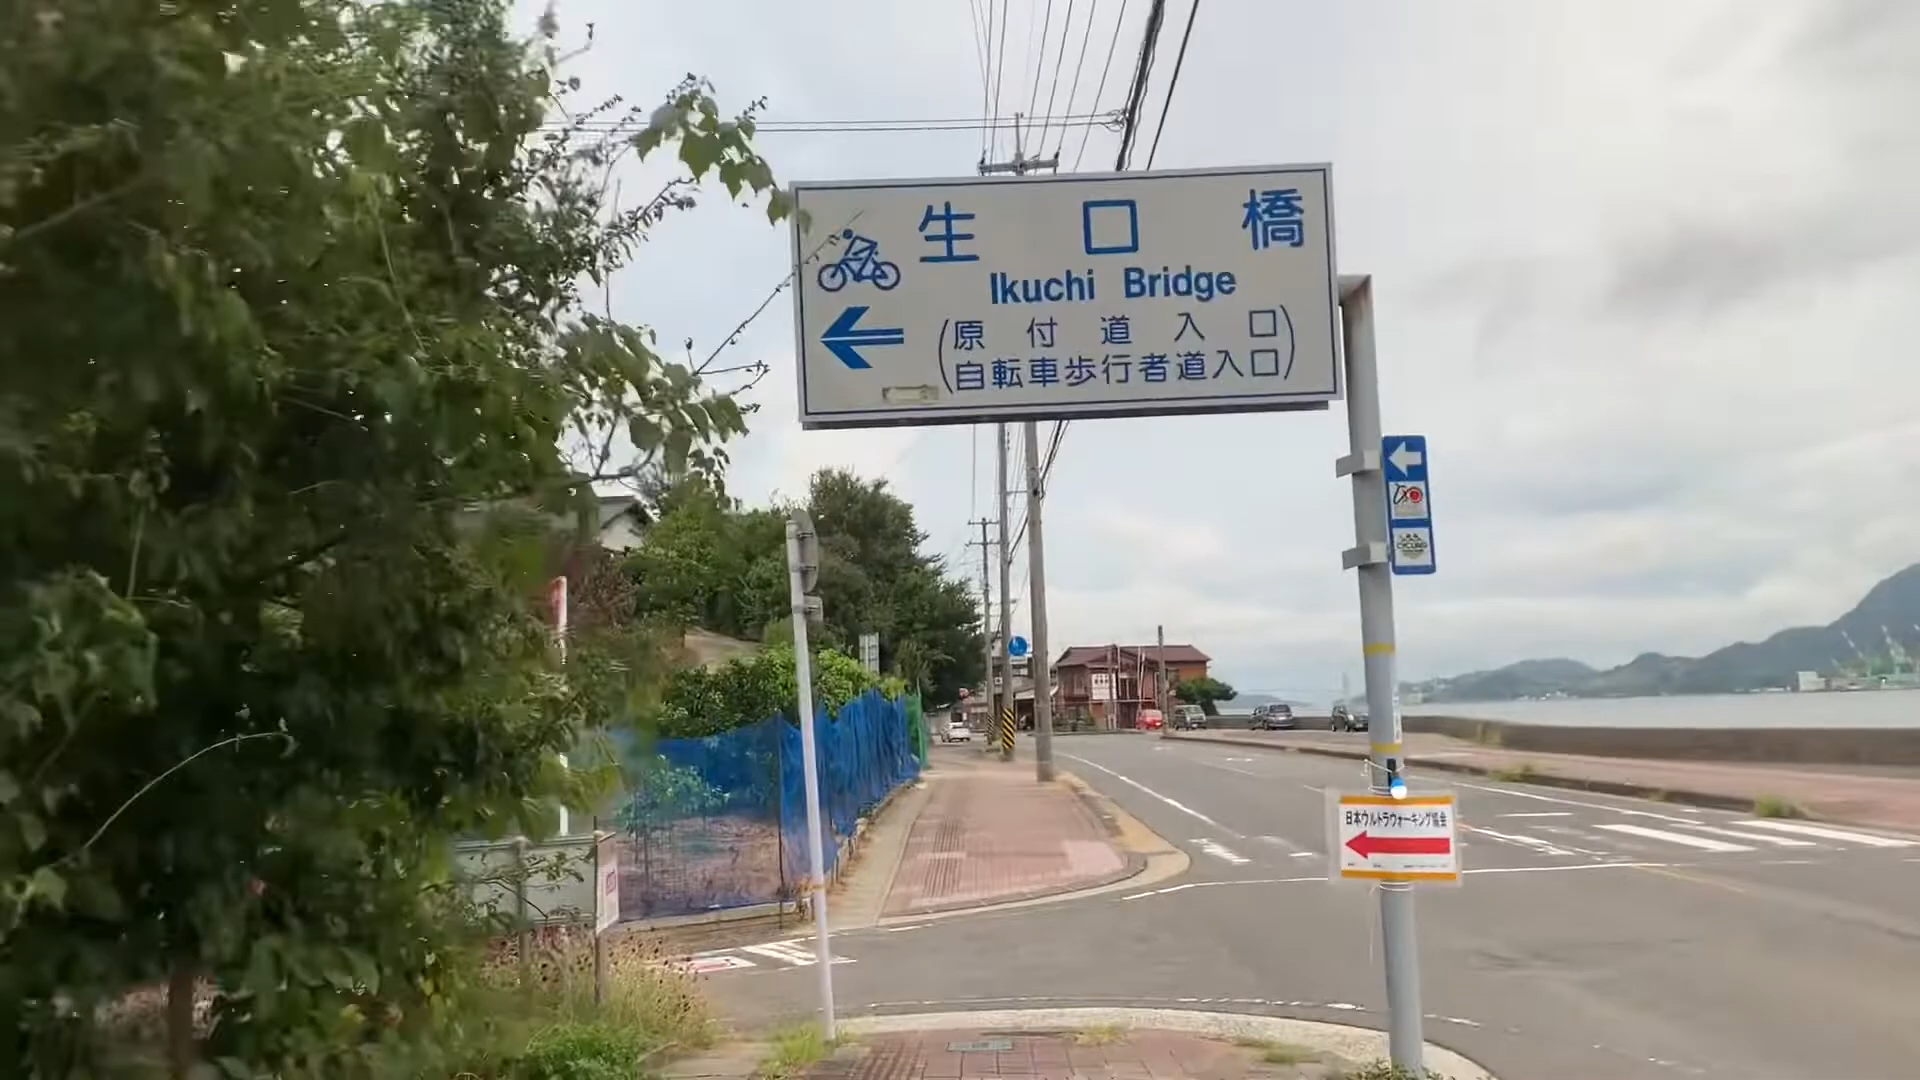 生口橋
Ikuchi Bridge
(原付道入口
自転車歩行者道入口)
CYCLING
日本ウルトラウォーキング協会